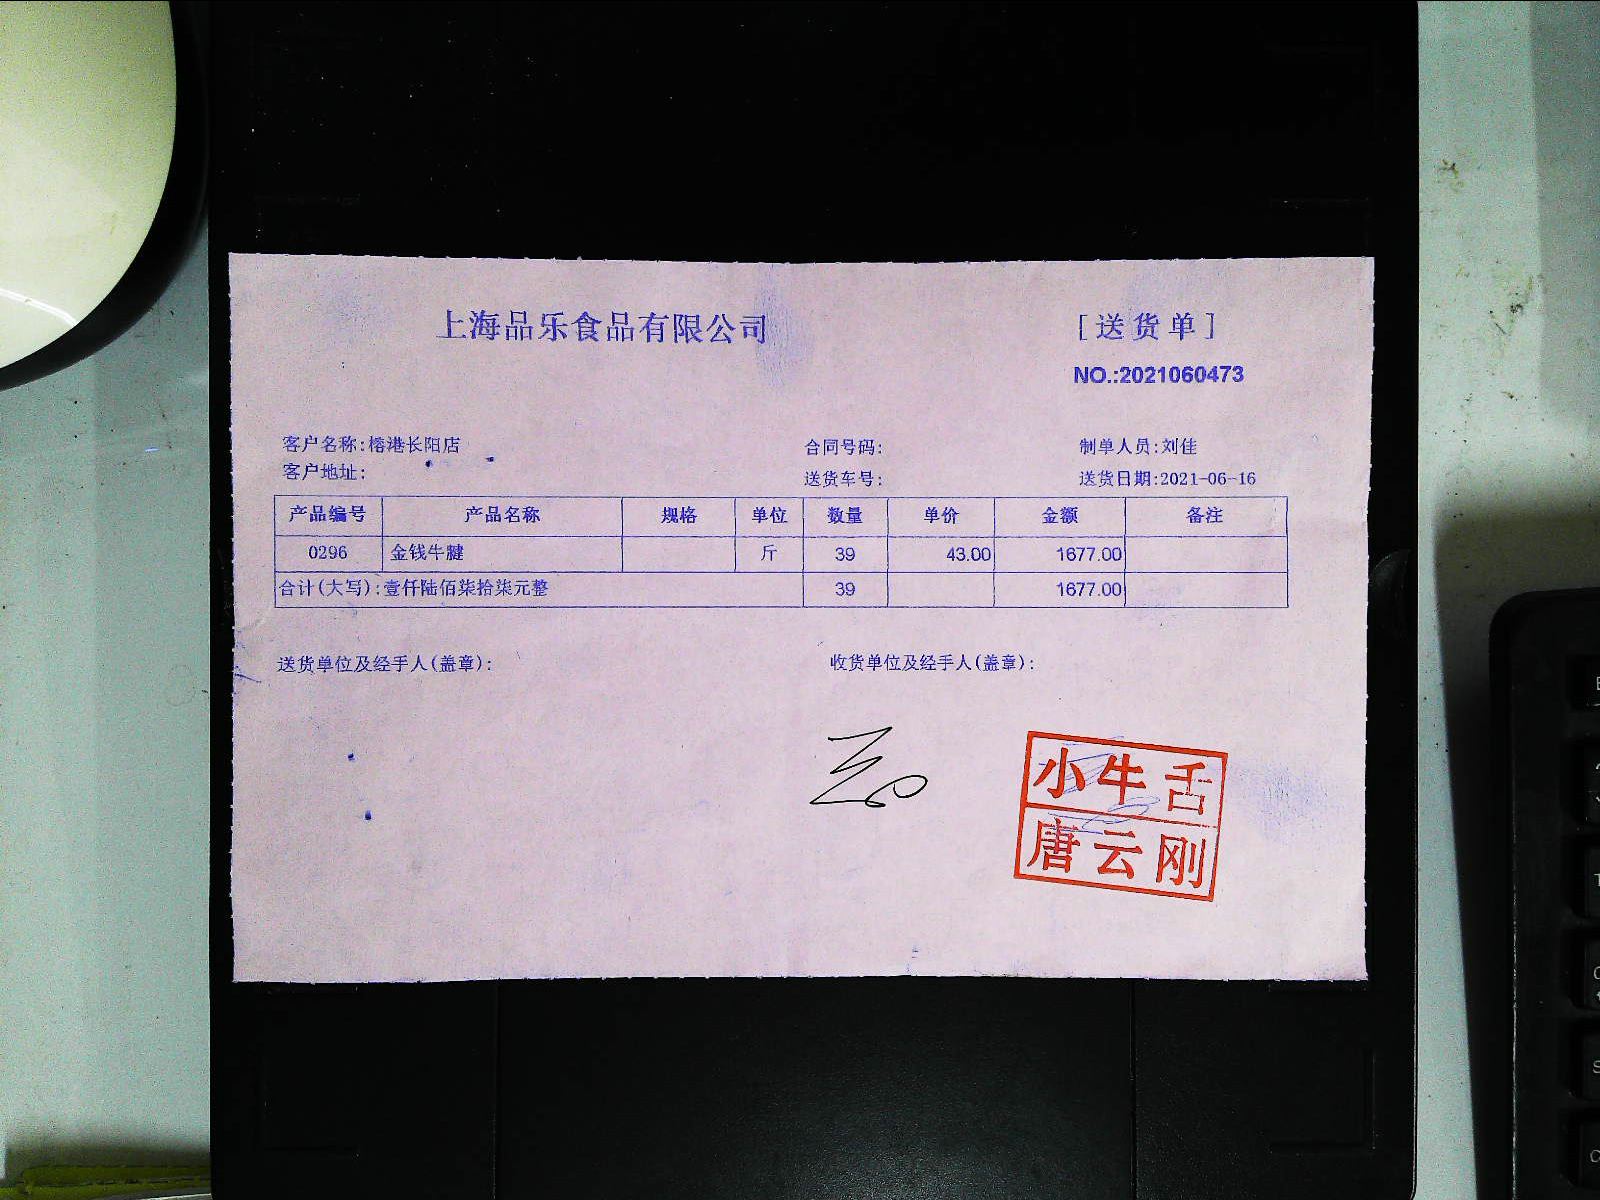 上海品乐食品有限公司 [送货单]
NO.:2021060473
客户名称:榕港长阳店 合同号码: 制单人员:刘佳
客户地址: 送货车号: 送货日期:2021-06-16
产品编号 产品名称 规格 单位 数量 单价 金额 备注
0296 金钱牛腱 斤 39 43.00 1677.00
合计(大写):壹仟陆佰柒拾柒元整 39 1677.00
送货单位及经手人(盖章): 收货单位及经手人(盖章):
小牛舌
唐云刚